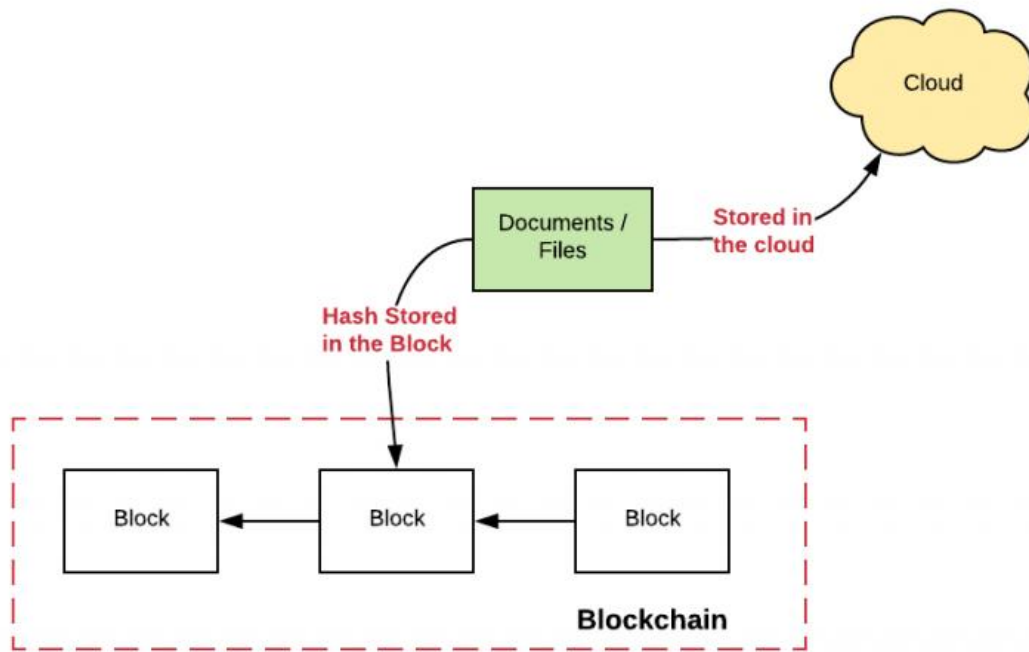 Cloud
Documents /
Files
Stored in
the cloud
Hash Stored
in the Block
Block
Block
Block
Blockchain